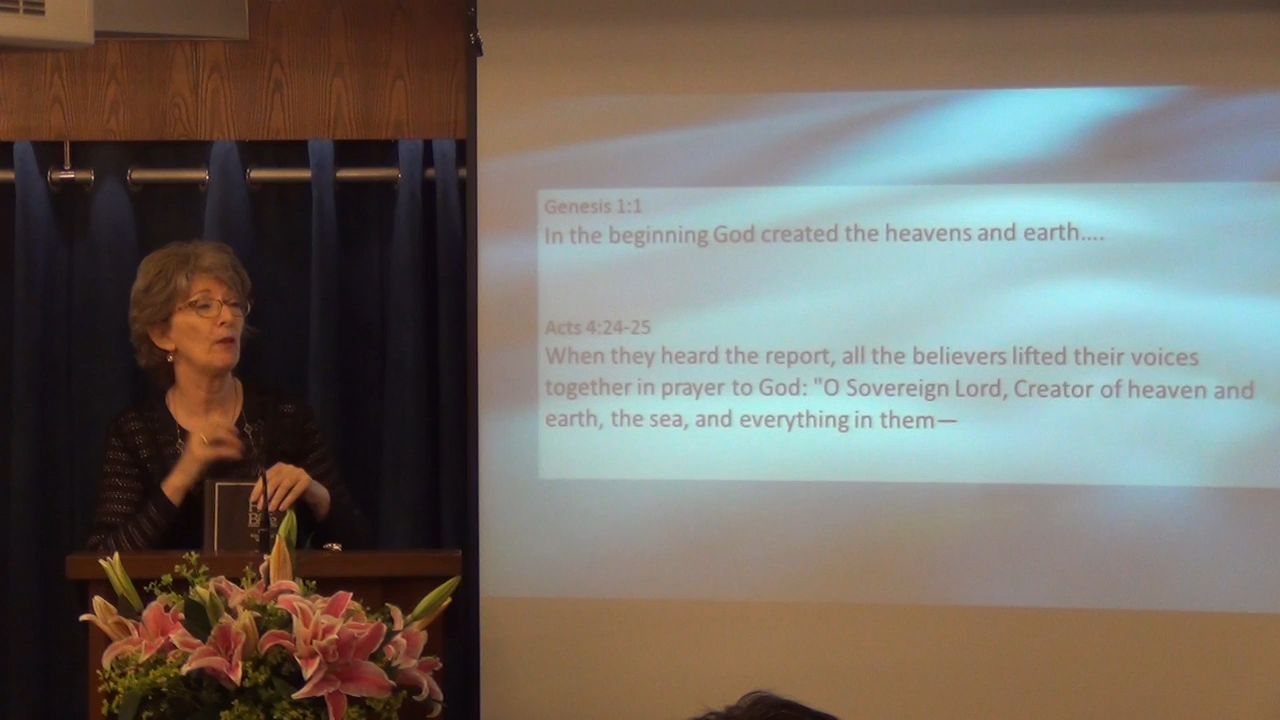 Genesis 1:1
In the beginning God created the heavens and earth....
Acts 4:24-25
When they heard the report, all the believers lifted their voices
together in prayer to God: "O Sovereign Lord, Creator of heaven and
earth, the sea, and everything in them—